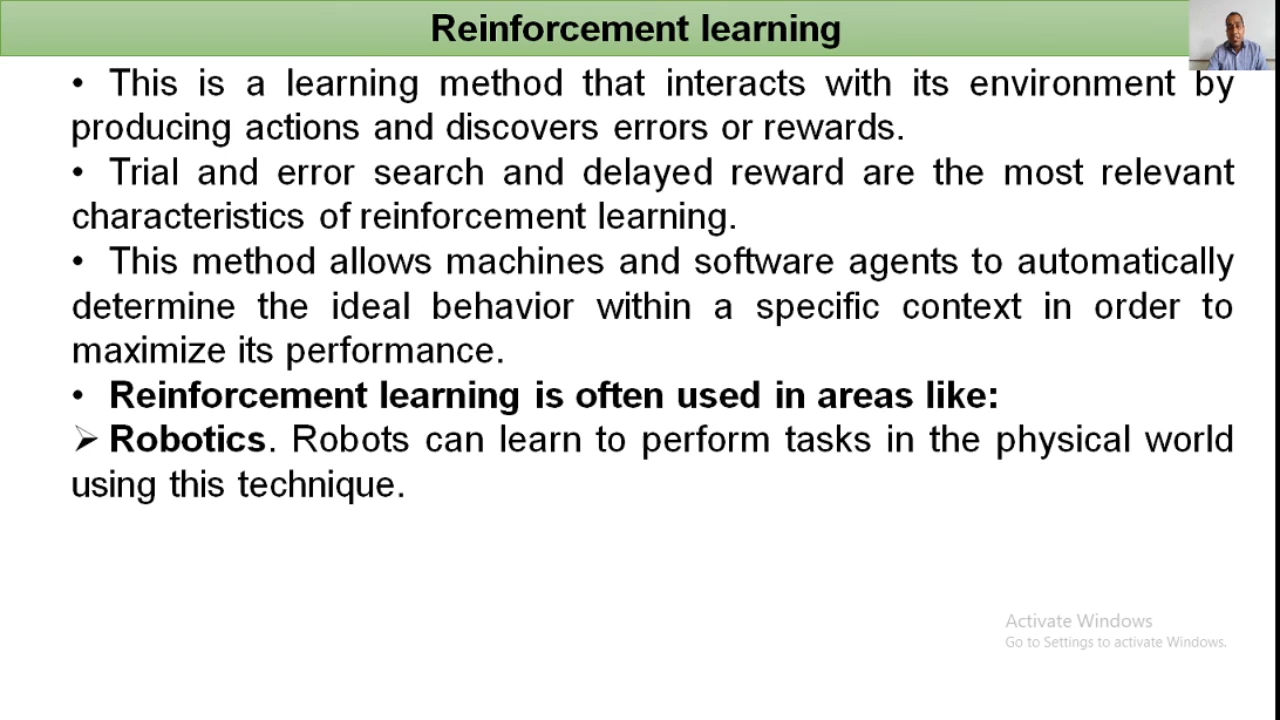 Reinforcement learning
• This is a learning method that interacts with its environment by
producing actions and discovers errors or rewards.
• Trial and error search and delayed reward are the most relevant
characteristics of reinforcement learning.
• This method allows machines and software agents to automatically
determine the ideal behavior within a specific context in order to
maximize its performance.
• Reinforcement learning is often used in areas like:
➢ Robotics. Robots can learn to perform tasks in the physical world
using this technique.
Activate Windows
Go to Settings to activate Windows.